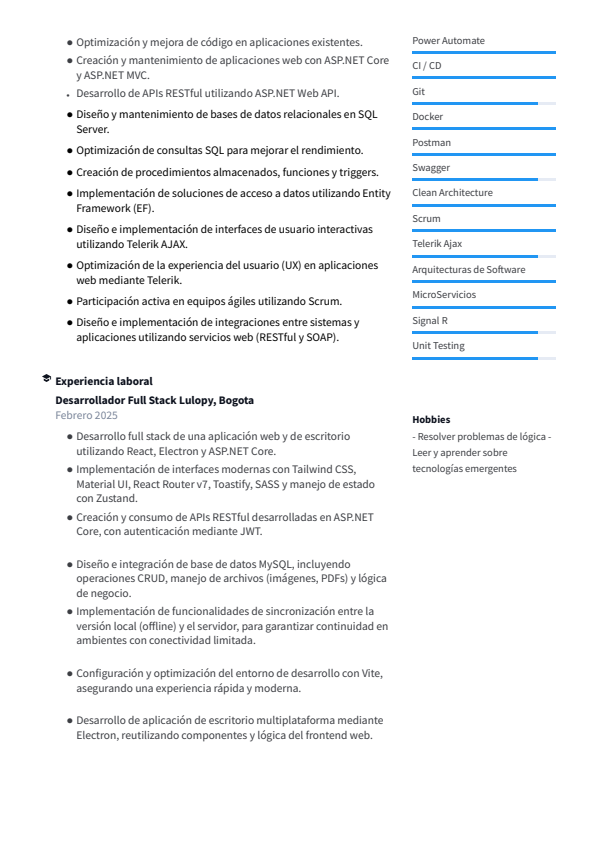 ● Optimización y mejora de código en aplicaciones existentes.
● Creación y mantenimiento de aplicaciones web con ASP.NET Core
y ASP.NET MVC.
• Desarrollo de APIs RESTful utilizando ASP.NET Web API.
● Diseño y mantenimiento de bases de datos relacionales en SQL
Server.
● Optimización de consultas SQL para mejorar el rendimiento.
● Creación de procedimientos almacenados, funciones y triggers.
● Implementación de soluciones de acceso a datos utilizando Entity
Framework (EF).
● Diseño e implementación de interfaces de usuario interactivas
utilizando Telerik AJAX.
● Optimización de la experiencia del usuario (UX) en aplicaciones
web mediante Telerik.
● Participación activa en equipos ágiles utilizando Scrum.
● Diseño e implementación de integraciones entre sistemas y
aplicaciones utilizando servicios web (RESTful y SOAP).
Experiencia laboral
Desarrollador Full Stack Lulopy, Bogota
Febrero 2025
● Desarrollo full stack de una aplicación web y de escritorio
utilizando React, Electron y ASP.NET Core.
● Implementación de interfaces modernas con Tailwind CSS,
Material UI, React Router v7, Toastify, SASS y manejo de estado
con Zustand.
● Creación y consumo de APIs RESTful desarrolladas en ASP.NET
Core, con autenticación mediante JWT.
● Diseño e integración de base de datos MySQL, incluyendo
operaciones CRUD, manejo de archivos (imágenes, PDFs) y lógica
de negocio.
● Implementación de funcionalidades de sincronización entre la
versión local (offline) y el servidor, para garantizar continuidad en
ambientes con conectividad limitada.
● Configuración y optimización del entorno de desarrollo con Vite,
asegurando una experiencia rápida y moderna.
● Desarrollo de aplicación de escritorio multiplataforma mediante
Electron, reutilizando componentes y lógica del frontend web.
Power Automate
CI / CD
Git
Docker
Postman
Swagger
Clean Architecture
Scrum
Telerik Ajax
Arquitecturas de Software
MicroServicios
Signal R
Unit Testing
Hobbies
- Resolver problemas de lógica -
Leer y aprender sobre
tecnologías emergentes